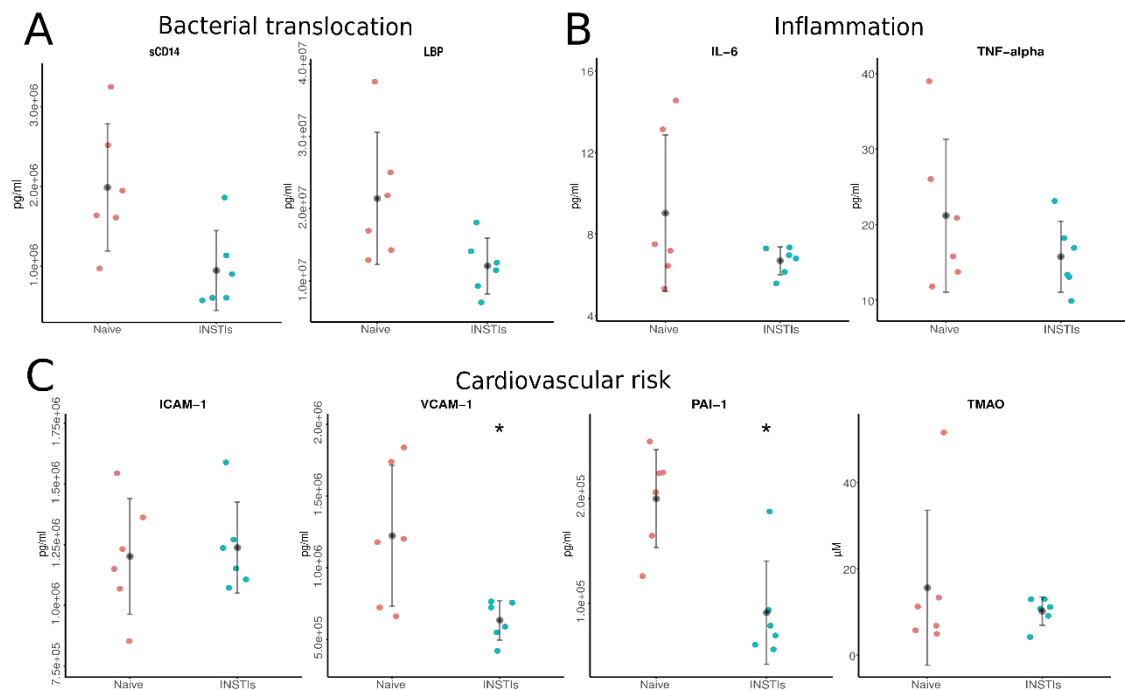 A Bacterial translocation
sCD14
pg/ml
3.0e+06
2.0e+06
1.0e+06
Naive INSTIs
LBP
pg/ml
4.0e+07
3.0e+07
2.0e+07
1.0e+07
Naive INSTIs
B Inflammation
IL-6
pg/ml
16
12
8
4
Naive INSTIs
TNF-alpha
pg/ml
40
30
20
10
Naive INSTIs
C Cardiovascular risk
ICAM-1
pg/ml
1.75e+06
1.5e+06
1.25e+06
1.0e+06
7.5e+05
Naive INSTIs
VCAM-1
*
pg/ml
2.0e+06
1.5e+06
1.0e+06
5.0e+05
Naive INSTIs
PAI-1
*
pg/ml
2.0e+05
1.0e+05
Naive INSTIs
TMAO
µM
40
20
0
Naive INSTIs